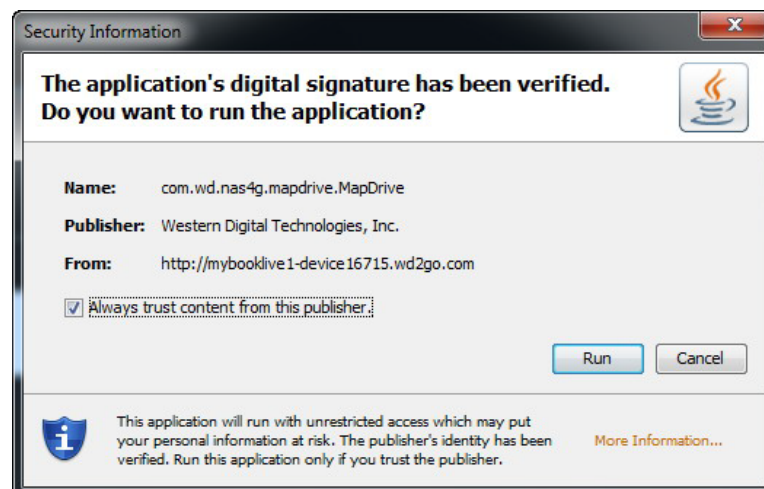 Security Information
The application's digital signature has been verified.
Do you want to run the application?
Name: com.wd.nas4g.mapdrive.MapDrive
Publisher: Western Digital Technologies, Inc.
From: http://mybooklive1-device16715.wd2go.com
Always trust content from this publisher.
Run Cancel
This application will run with unrestricted access which may put
your personal information at risk. The publisher's identity has been
verified. Run this application only if you trust the publisher.
More Information...